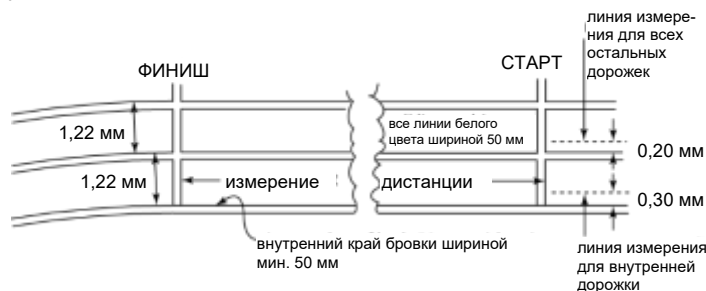 линия измере-
ния для всех
остальных
дорожек
ФИНИШ
СТАРТ
все линии белого
цвета шириной 50 мм
1,22 мм
0,20 мм
1,22 мм
измерение
дистанции
0,30 мм
внутренний край бровки шириной
мин. 50 мм
линия измерения
для внутренней
дорожки